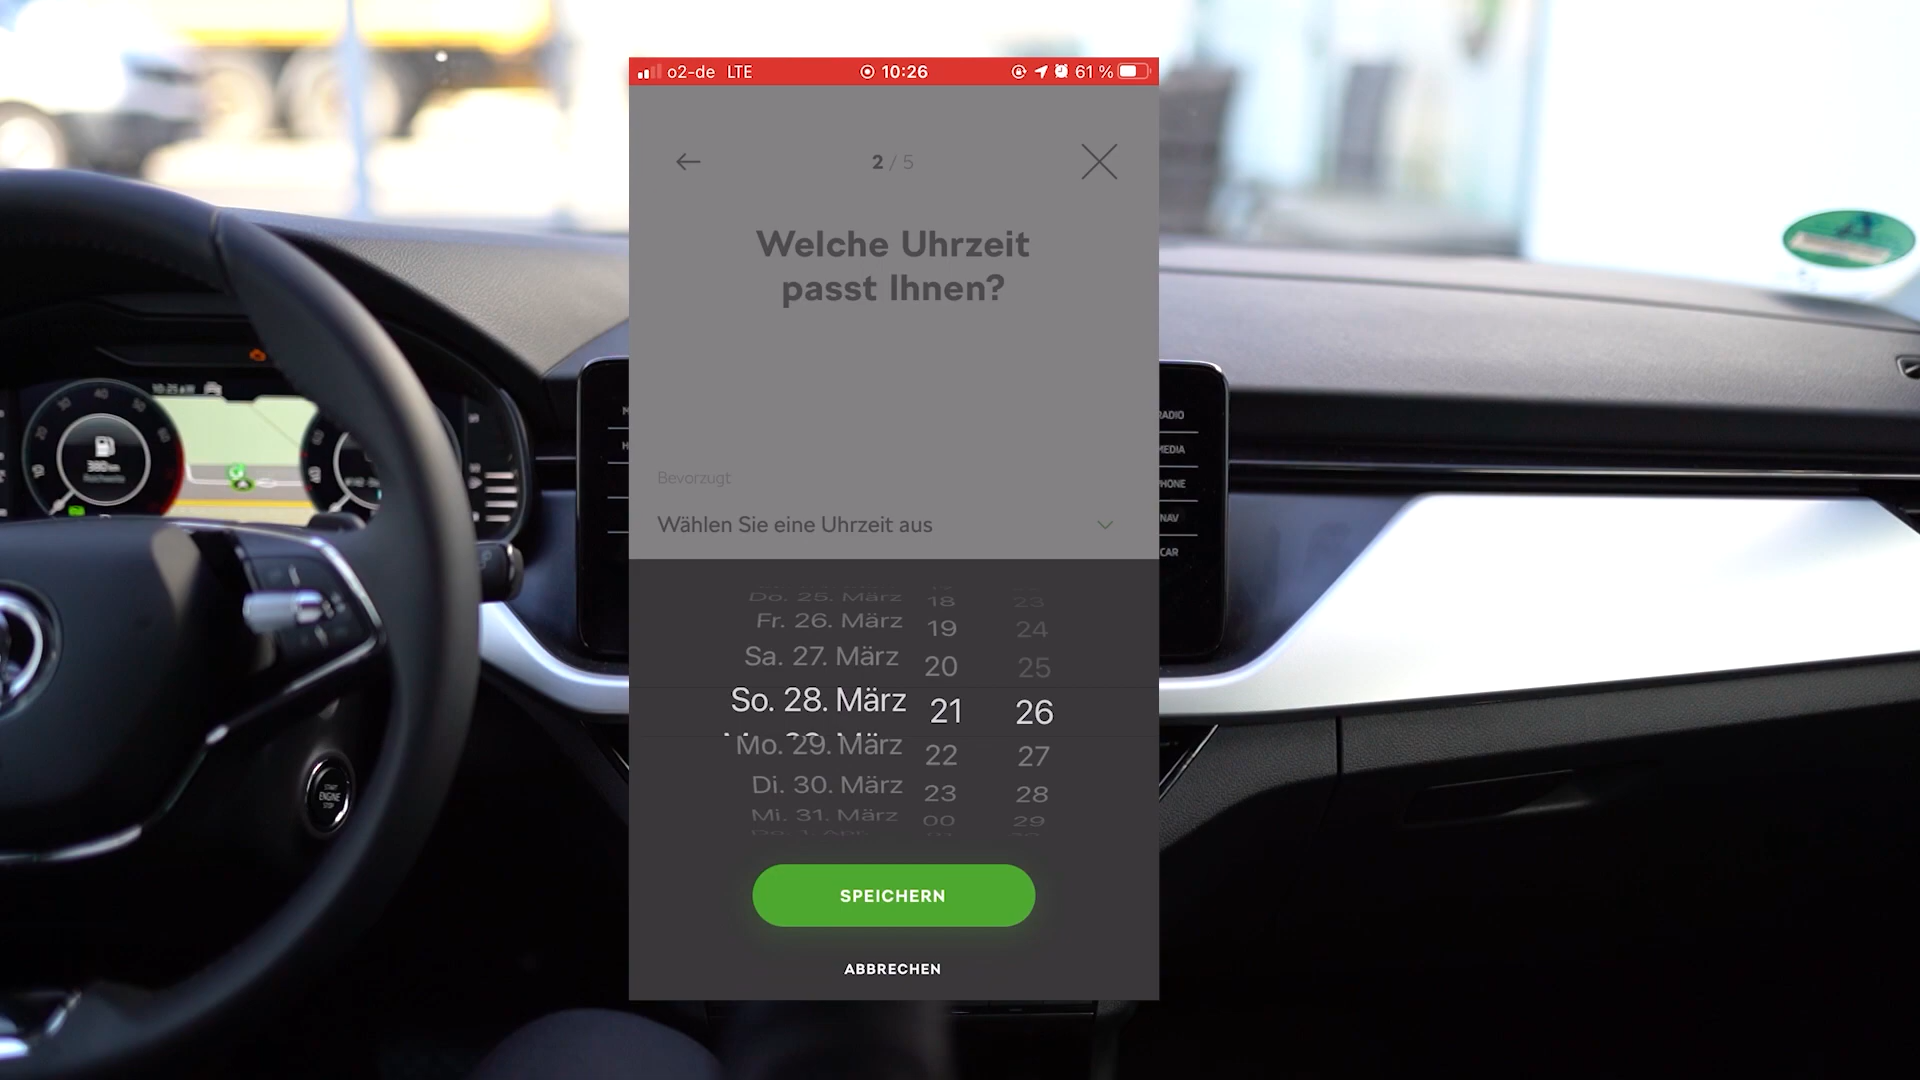 o2-de LTE 10:26 61 %
2 / 5
Welche Uhrzeit
passt Ihnen?
Bevorzugt
Wählen Sie eine Uhrzeit aus
Do. 25. März 18 23
Fr. 26. März 19 24
Sa. 27. März 20 25
So. 28. März 21 26
Mo. 29. März 22 27
Di. 30. März 23 28
Mi. 31. März 00 29
SPEICHERN
ABBRECHEN
RADIO
MEDIA
PHONE
NAV
CAR
START
ENGINE
STOP